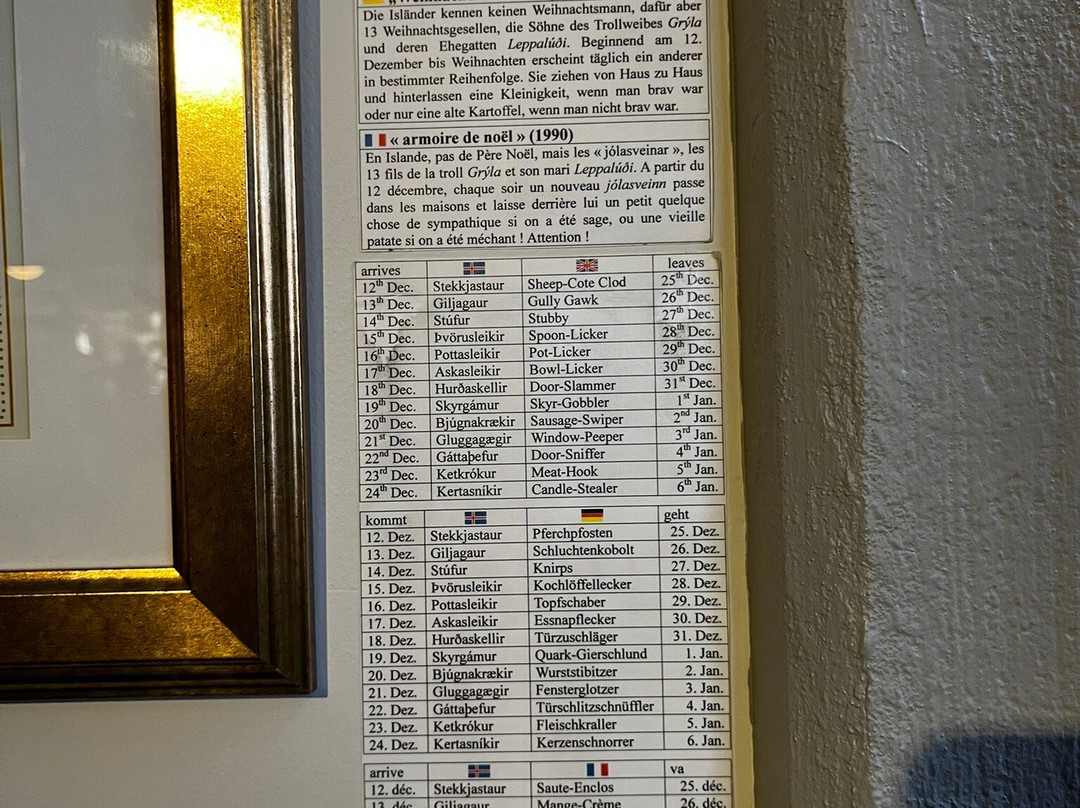 Die Isländer kennen keinen Weihnachtsmann, dafür aber
13 Weihnachtsgesellen, die Söhne des Trollweibes Grýla
und deren Ehegatten Leppalúði. Beginnend am 12.
Dezember bis Weihnachten erscheint täglich ein anderer
in bestimmter Reihenfolge. Sie ziehen von Haus zu Haus
und hinterlassen eine Kleinigkeit, wenn man brav war
oder nur eine alte Kartoffel, wenn man nicht brav war.
« armoire de noël » (1990)
En Islande, pas de Père Noël, mais les « jólasveinar », les
13 fils de la troll Grýla et son mari Leppalúði. A partir du
12 décembre, chaque soir un nouveau jólasveinn passe
dans les maisons et laisse derrière lui un petit quelque
chose de sympathique si on a été sage, ou une vieille
patate si on a été méchant ! Attention !
arrives leaves
12th Dec. Stekkjastaur Sheep-Cote Clod 25th Dec.
13th Dec. Giljagaur Gully Gawk 26th Dec.
14th Dec. Stúfur Stubby 27th Dec.
15th Dec. Þvörusleikir Spoon-Licker 28th Dec.
16th Dec. Pottasleikir Pot-Licker 29th Dec.
17th Dec. Askasleikir Bowl-Licker 30th Dec.
18th Dec. Hurðaskellir Door-Slammer 31st Dec.
19th Dec. Skyrgámur Skyr-Gobbler 1st Jan.
20th Dec. Bjúgnakrækir Sausage-Swiper 2nd Jan.
21st Dec. Gluggagægir Window-Peeper 3rd Jan.
22nd Dec. Gáttaþefur Door-Sniffer 4th Jan.
23rd Dec. Ketkrókur Meat-Hook 5th Jan.
24th Dec. Kertasníkir Candle-Stealer 6th Jan.
kommt geht
12. Dez. Stekkjastaur Pferchpfosten 25. Dez.
13. Dez. Giljagaur Schluchtenkobolt 26. Dez.
14. Dez. Stúfur Knirps 27. Dez.
15. Dez. Þvörusleikir Kochlöffellecker 28. Dez.
16. Dez. Pottasleikir Topfschaber 29. Dez.
17. Dez. Askasleikir Essnapflecker 30. Dez.
18. Dez. Hurðaskellir Türzuschläger 31. Dez.
19. Dez. Skyrgámur Quark-Gierschlund 1. Jan.
20. Dez. Bjúgnakrækir Wurststibitzer 2. Jan.
21. Dez. Gluggagægir Fensterglotzer 3. Jan.
22. Dez. Gáttaþefur Türschlitzschnüffler 4. Jan.
23. Dez. Ketkrókur Fleischkraller 5. Jan.
24. Dez. Kertasníkir Kerzenschnorrer 6. Jan.
arrive va
12. déc. Stekkjastaur Saute-Enclos 25. déc.
13. déc. Giljagaur Mange-Crème 26. déc.